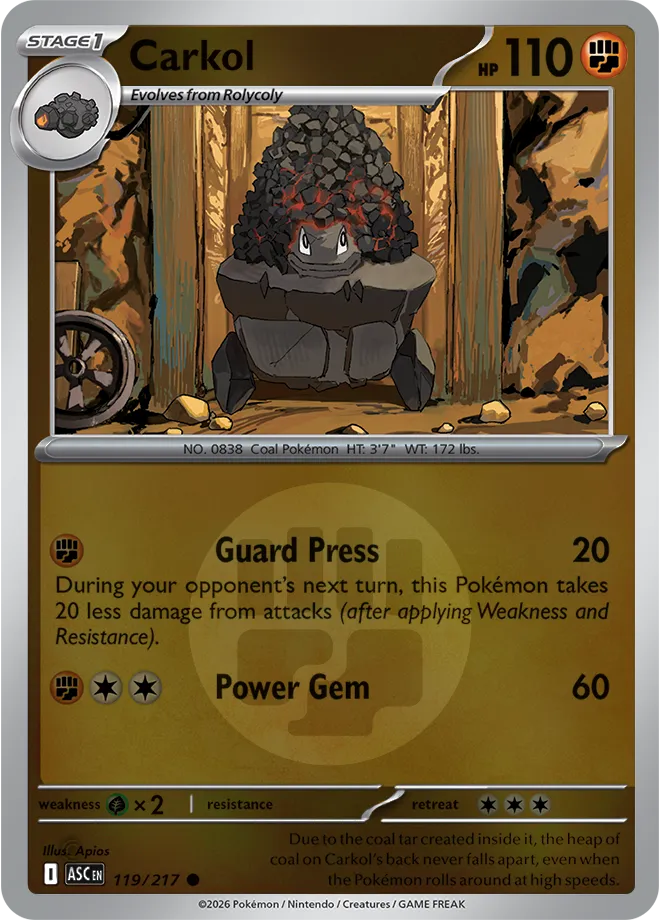 STAGE 1
Carkol
HP 110
Evolves from Rolycoly
NO. 0838 Coal Pokémon HT: 3'7" WT: 172 lbs.
Guard Press 20
During your opponent's next turn, this Pokémon takes
20 less damage from attacks (after applying Weakness and
Resistance).
Power Gem 60
weakness ×2 resistance retreat
Illus. Apios
Due to the coal tar created inside it, the heap of
coal on Carkol's back never falls apart, even when
the Pokémon rolls around at high speeds.
I ASC EN 119/217
©2026 Pokémon / Nintendo / Creatures / GAME FREAK